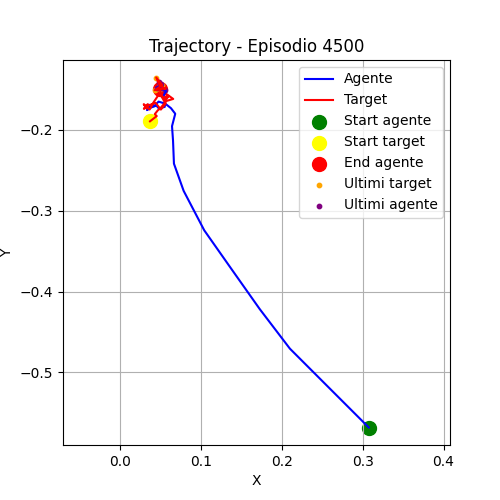 Trajectory - Episodio 4500
Agente
Target
Start agente
Start target
End agente
Ultimi target
Ultimi agente
−0.2
−0.3
−0.4
−0.5
Y
0.0 0.1 0.2 0.3 0.4
X